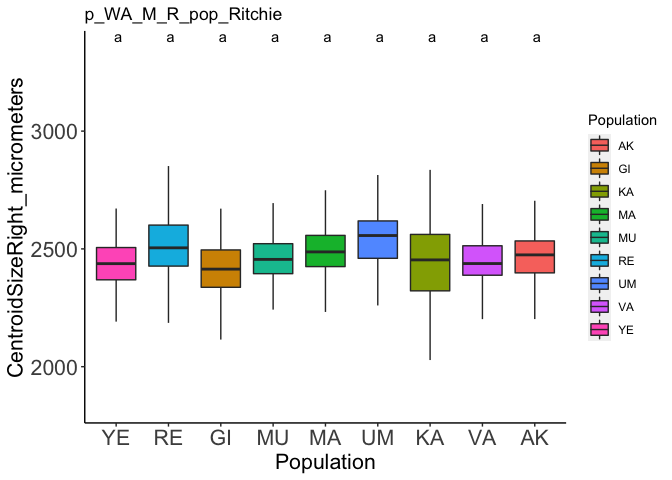 p_WA_M_R_pop_Ritchie
a a a a a a a a a
CentroidSizeRight_micrometers
3000
2500
2000
YE RE GI MU MA UM KA VA AK
Population
Population
AK
GI
KA
MA
MU
RE
UM
VA
YE